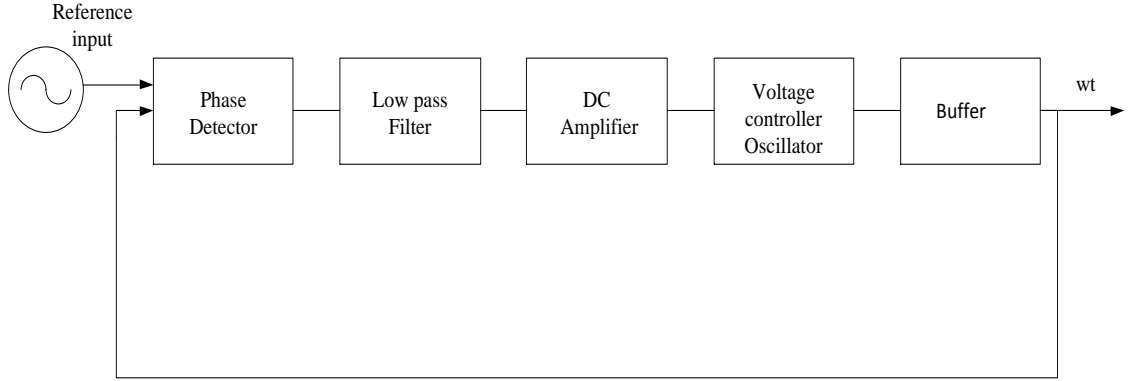 Reference
input
Phase
Detector
Low pass
Filter
DC
Amplifier
Voltage
controller
Oscillator
Buffer
wt